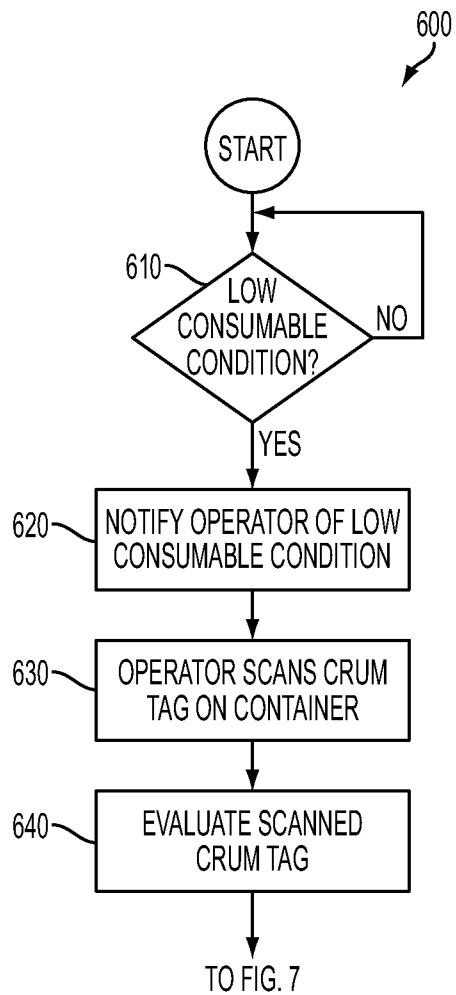 600
START
610
LOW
CONSUMABLE
CONDITION?
NO
YES
620
NOTIFY OPERATOR OF LOW
CONSUMABLE CONDITION
630
OPERATOR SCANS CRUM
TAG ON CONTAINER
640
EVALUATE SCANNED
CRUM TAG
TO FIG. 7